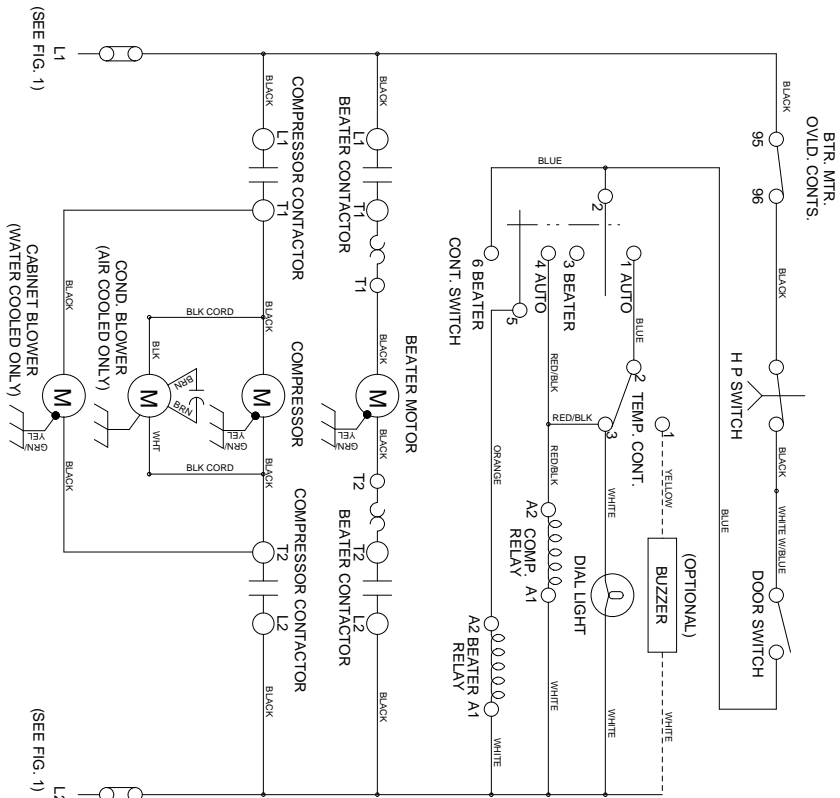 L1
(SEE FIG. 1)
BTR. MTR.
OVLD. CONTS.
BLACK
95
96
BLACK
H P SWITCH
BLACK
WHITE W/BLUE
DOOR SWITCH
BLUE
BLUE
2
1 AUTO
3 BEATER
4 AUTO
6 BEATER
5
CONT. SWITCH
BLUE
2
TEMP. CONT.
3
1
YELLOW
(OPTIONAL)
BUZZER
WHITE
WHITE
DIAL LIGHT
WHITE
RED/BLK
RED/BLK
RED/BLK
A2 COMP. A1
RELAY
WHITE
ORANGE
A2 BEATER A1
RELAY
WHITE
BLACK
L1
T1
BEATER CONTACTOR
T1
BLACK
BEATER MOTOR
M
GRN/
YEL
BLACK
T2
T2
L2
BEATER CONTACTOR
BLACK
BLACK
L1
T1
COMPRESSOR CONTACTOR
BLACK
COMPRESSOR
M
GRN/
YEL
BLACK
T2
L2
COMPRESSOR CONTACTOR
BLACK
BLK CORD
BLK
BRN
BRN
M
WHT
BLK CORD
COND. BLOWER
(AIR COOLED ONLY)
BLACK
M
GRN/
YEL
BLACK
CABINET BLOWER
(WATER COOLED ONLY)
(SEE FIG. 1)